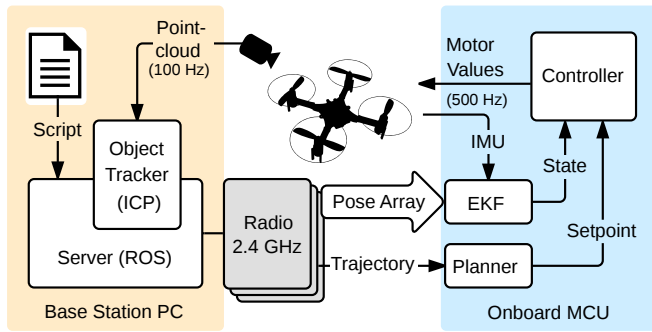 Point-
cloud
(100 Hz)
Script
Object
Tracker
(ICP)
Server (ROS)
Base Station PC
Radio
2.4 GHz
Pose Array
Trajectory
Motor
Values
(500 Hz)
IMU
Controller
State
EKF
Setpoint
Planner
Onboard MCU